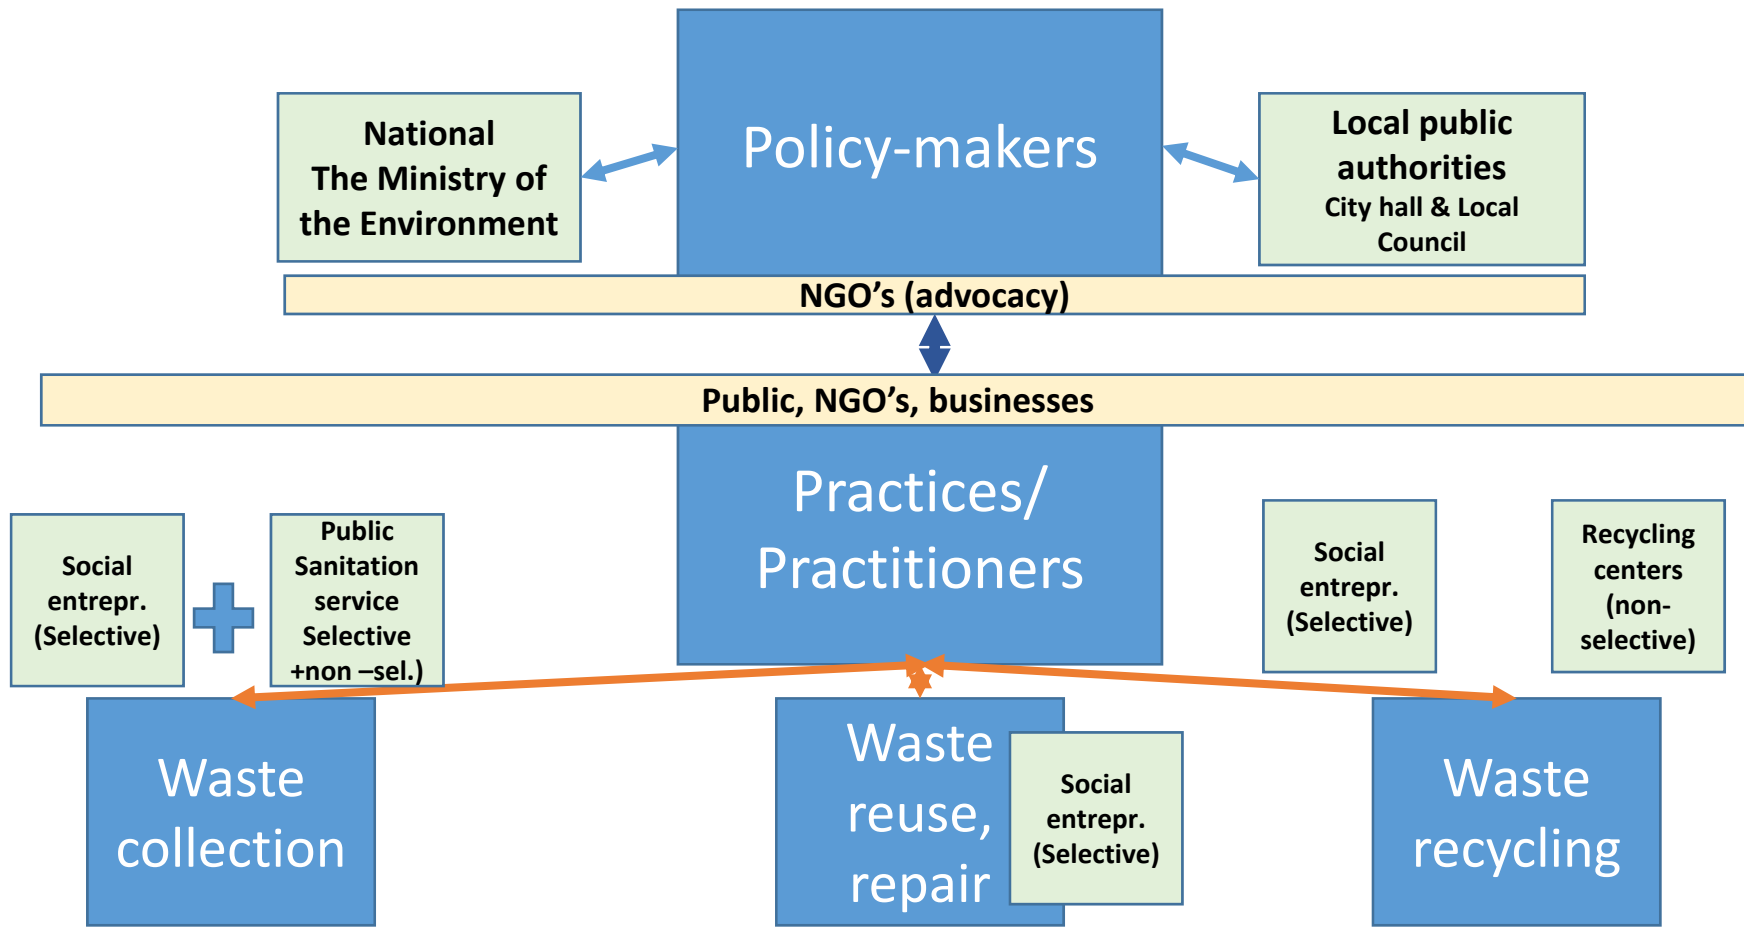 Policy-makers
National
The Ministry of
the Environment
Local public
authorities
City hall & Local
Council
NGO’s (advocacy)
Public, NGO’s, businesses
Practices/
Practitioners
Social
entrepr.
(Selective)
Public
Sanitation
service
Selective
+non –sel.)
Social
entrepr.
(Selective)
Recycling
centers
(non-
selective)
Waste
collection
Waste
reuse,
repair
Social
entrepr.
(Selective)
Waste
recycling